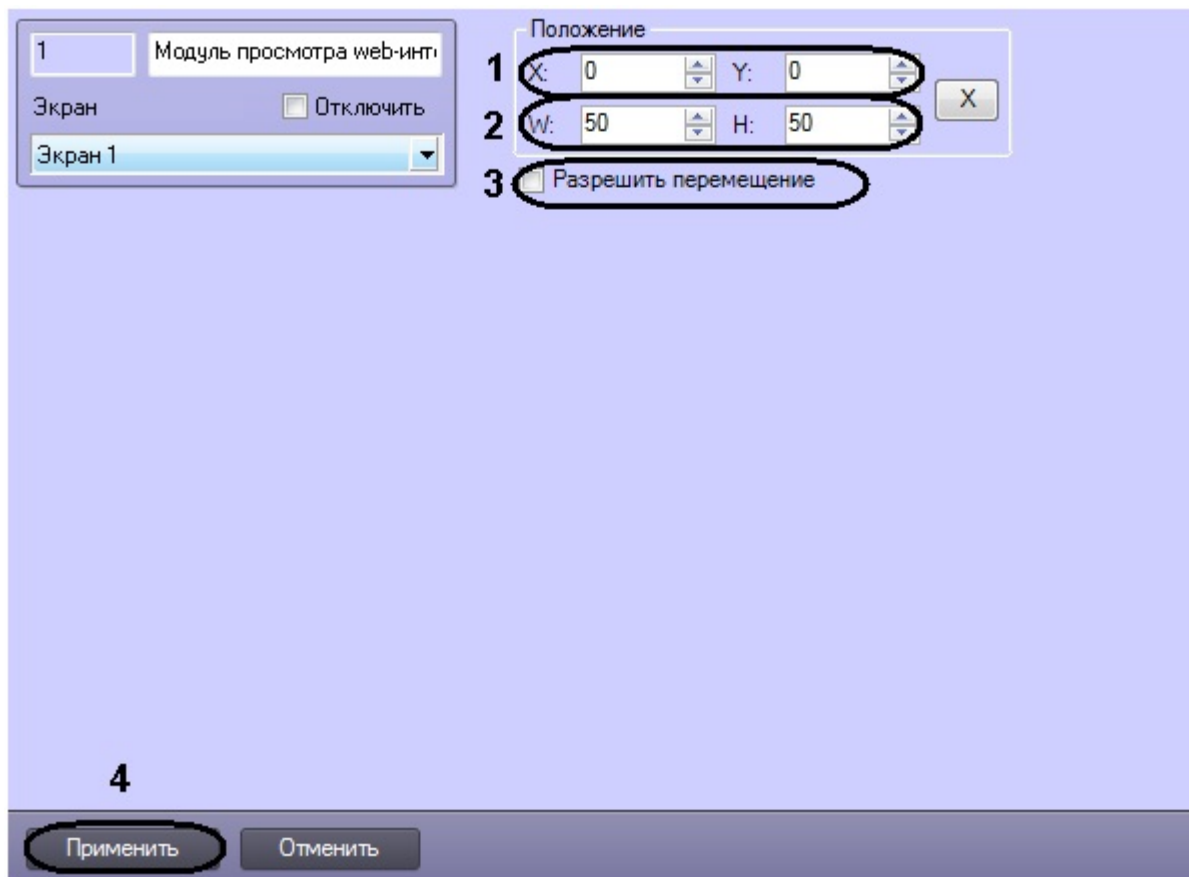 1 Модуль просмотра web-инт
Экран Отключить
Экран 1
Положение
1 X: 0 Y: 0
X
2 W: 50 H: 50
3 Разрешить перемещение
4
Применить Отменить